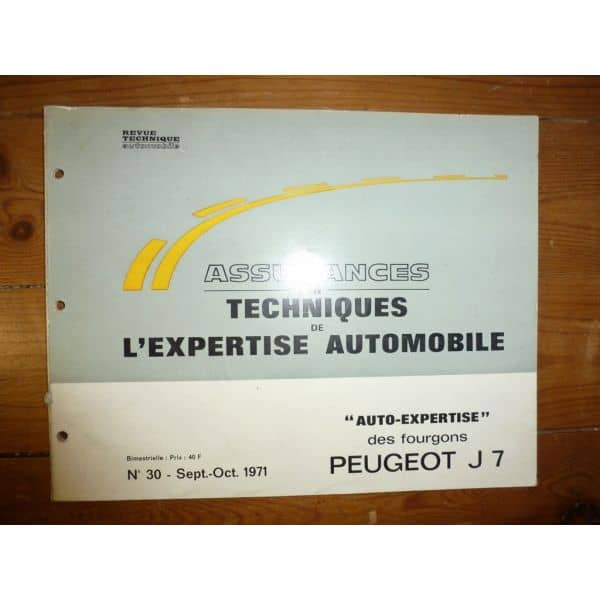 REVUE
TECHNIQUE
automobile
ASSURANCES
TECHNIQUES
DE
L'EXPERTISE AUTOMOBILE
"AUTO-EXPERTISE"
des fourgons
PEUGEOT J 7
Bimestrielle : Prix : 40 F
N° 30 - Sept.-Oct. 1971